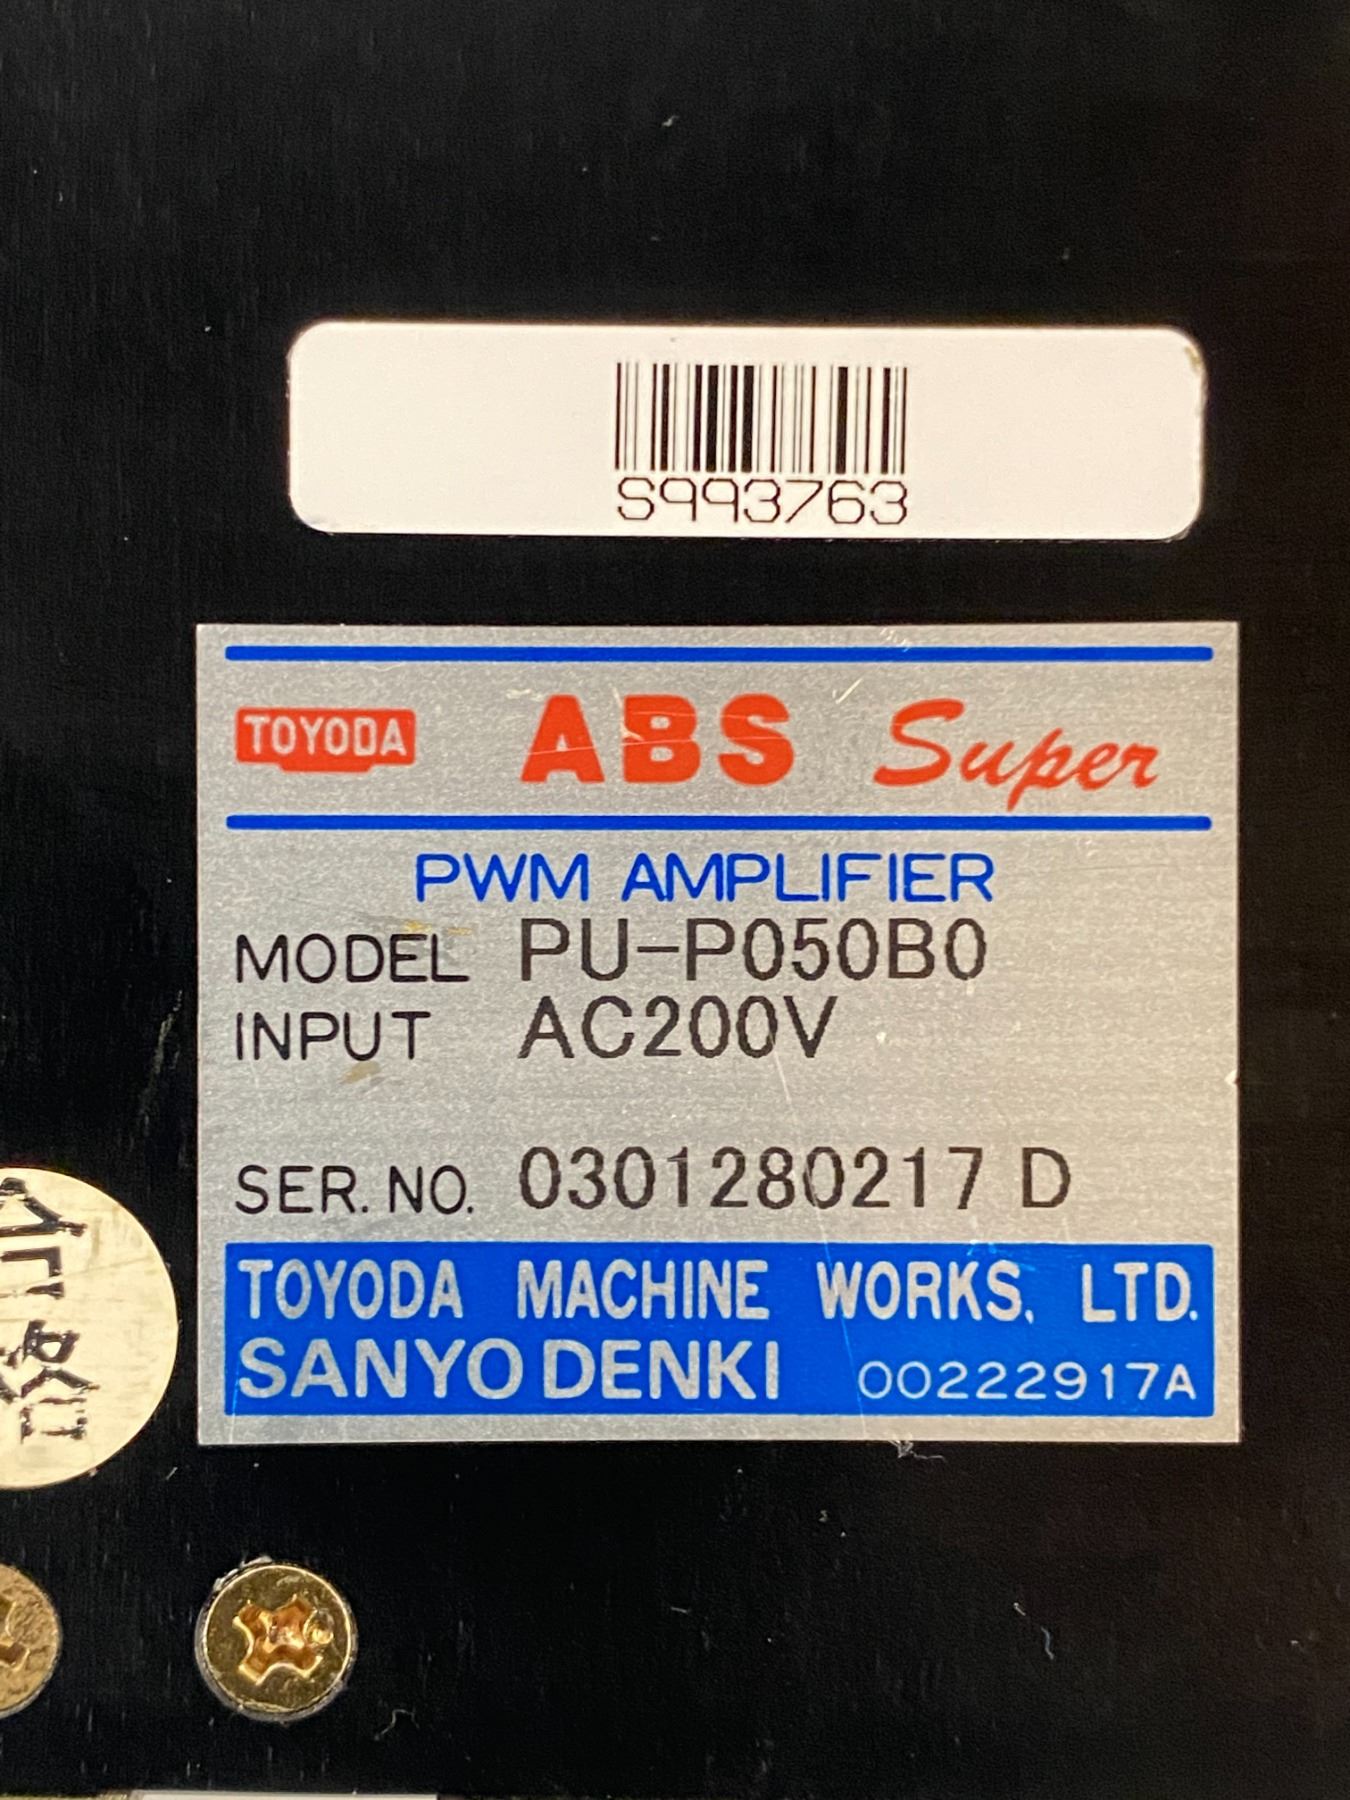 S993763
TOYODA ABS Super
PWM AMPLIFIER
MODEL PU-P050B0
INPUT AC200V
SER. NO. 0301280217 D
TOYODA MACHINE WORKS, LTD.
SANYO DENKI 00222917A